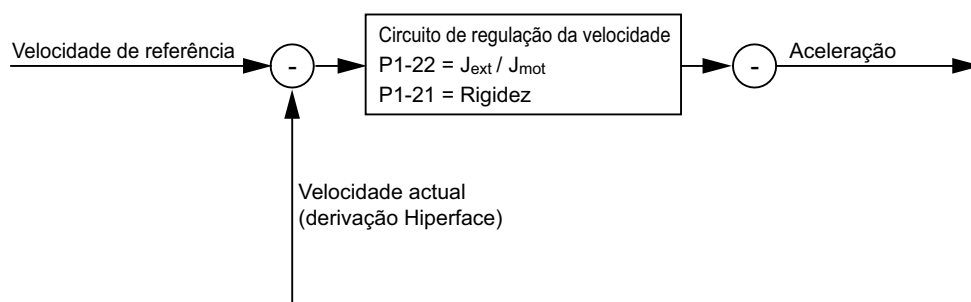 Velocidade de referência
-
Circuito de regulação da velocidade
P1-22 = Jext / Jmot
P1-21 = Rigidez
-
Aceleração
Velocidade actual
(derivação Hiperface)